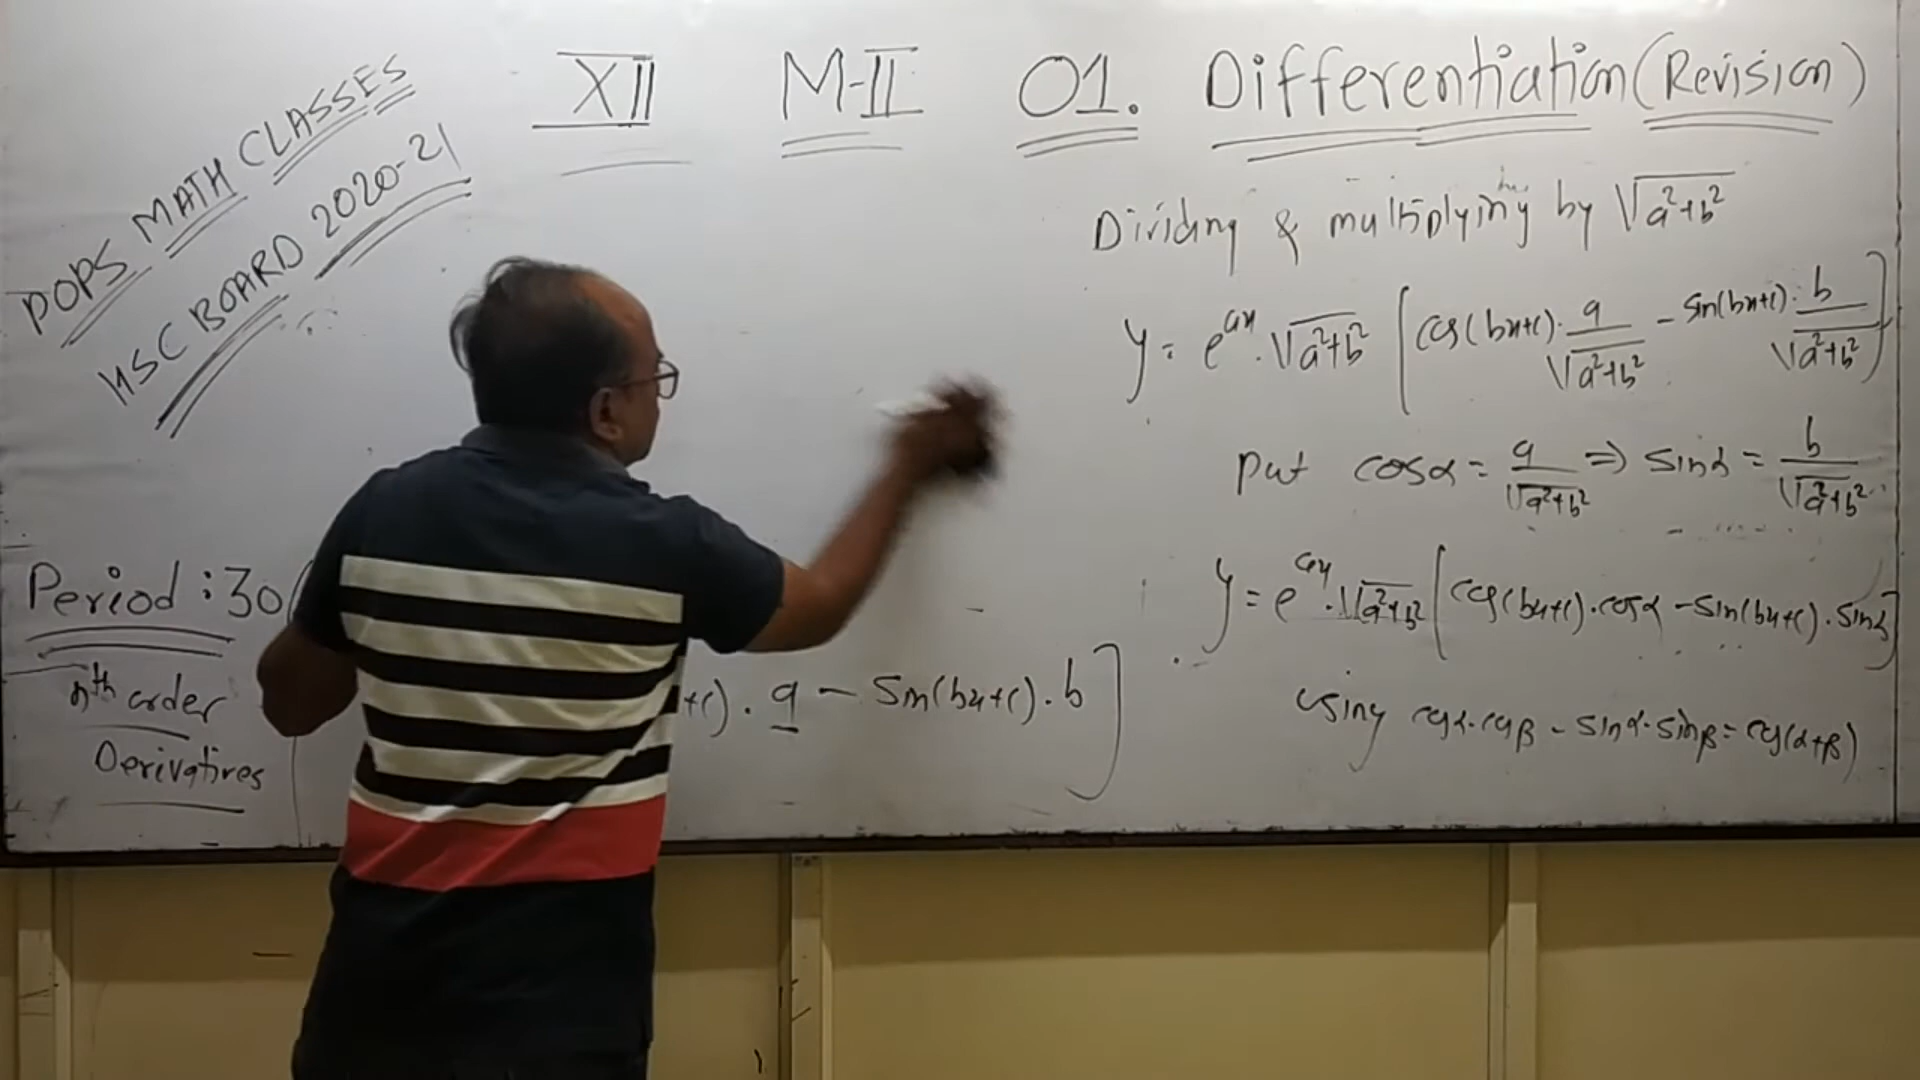 POPS MATH CLASSES
HSC BOARD 2020-21
XII M-II 01. Differentiation (Revision)
Period : 30
nth order
Derivatives
+c) . a - sin(bx+c) . b ]
Dividing & multiplying by √a²+b²
y = e^ax . √a²+b² [ cos(bx+c) . a/√a²+b² - sin(bx+c) . b/√a²+b² ]
put cosα = a/√a²+b² ⇒ sinα = b/√a²+b²
y = e^ax . √a²+b² [ cos(bx+c) . cosα - sin(bx+c) . sinα ]
using cosα . cosβ - sinα . sinβ = cos(α+β)